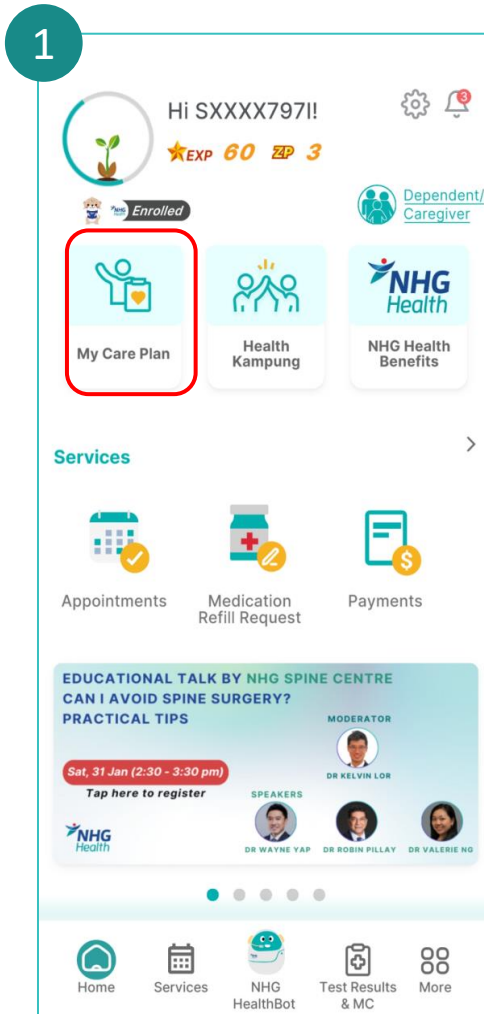 1
Hi SXXXX797I!
EXP 60 ZP 3
3
NHG Health Enrolled
Dependent/
Caregiver
My Care Plan
Health
Kampung
NHG
Health
NHG Health
Benefits
Services
Appointments
Medication
Refill Request
Payments
EDUCATIONAL TALK BY NHG SPINE CENTRE
CAN I AVOID SPINE SURGERY?
PRACTICAL TIPS
MODERATOR
DR KELVIN LOR
Sat, 31 Jan (2:30 - 3:30 pm)
Tap here to register
SPEAKERS
NHG
Health
DR WAYNE YAP
DR ROBIN PILLAY
DR VALERIE NG
Home
Services
NHG
HealthBot
Test Results
& MC
More